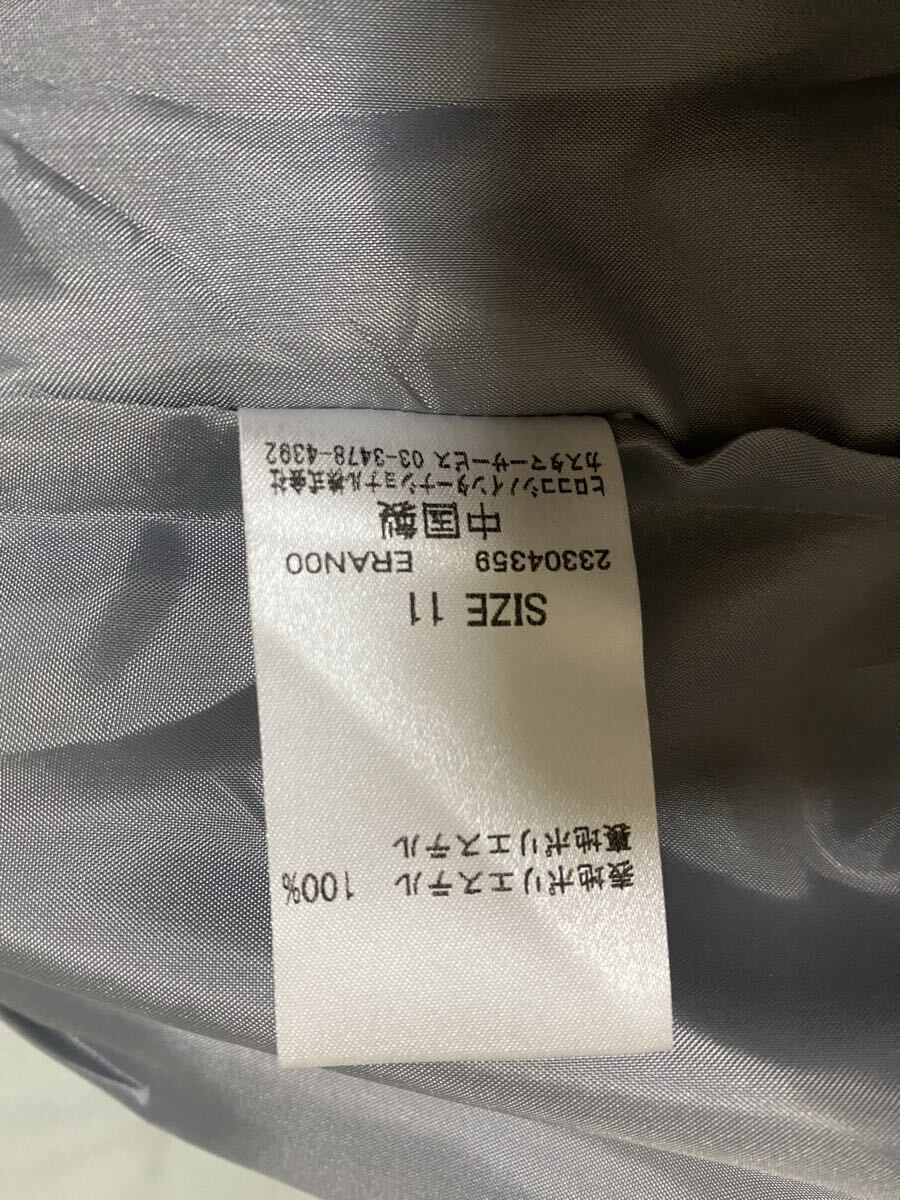 表地ポリエステル 100%
裏地ポリエステル
SIZE 11
23304359 ERAN00
中国製
ヒロココシノインターナショナル株式会社
カスタマーサービス 03-3478-4392